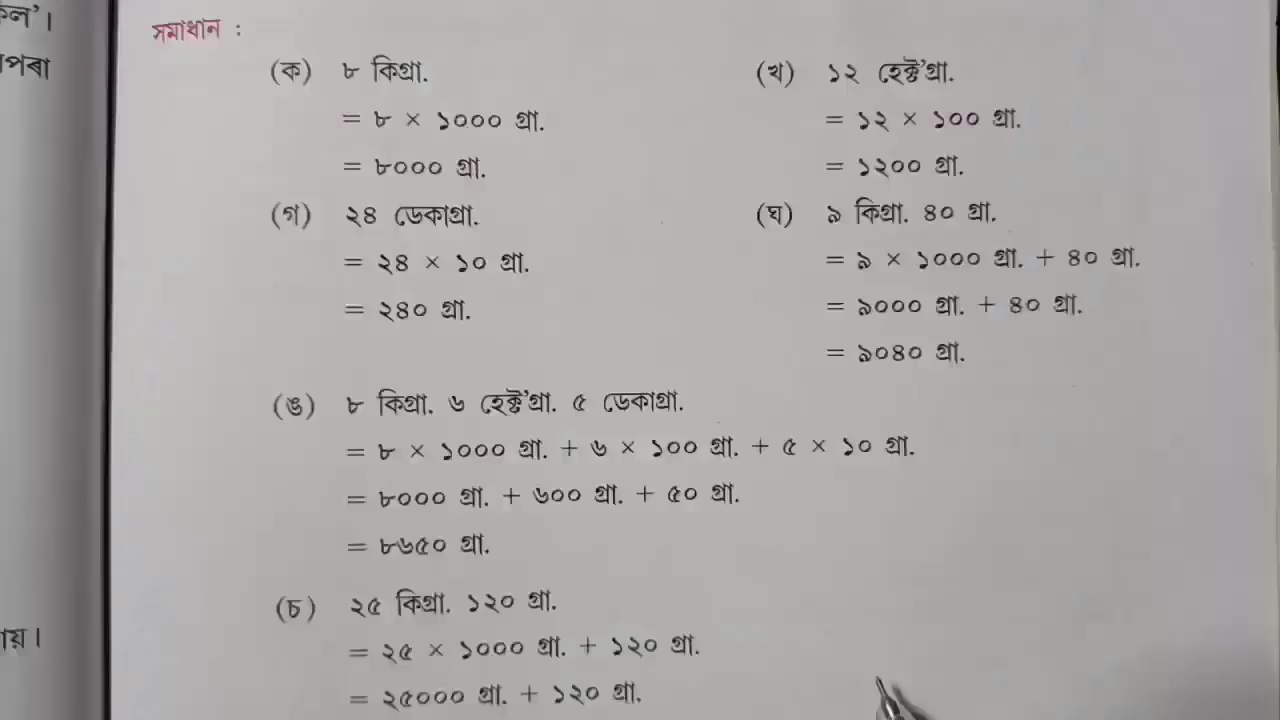 সমাধান :
(ক) ৮ কিগ্ৰা.
= ৮ × ১০০০ গ্ৰা.
= ৮০০০ গ্ৰা.
(খ) ১২ হেক্ট'গ্ৰা.
= ১২ × ১০০ গ্ৰা.
= ১২০০ গ্ৰা.
(গ) ২৪ ডেকাগ্ৰা.
= ২৪ × ১০ গ্ৰা.
= ২৪০ গ্ৰা.
(ঘ) ৯ কিগ্ৰা. ৪০ গ্ৰা.
= ৯ × ১০০০ গ্ৰা. + ৪০ গ্ৰা.
= ৯০০০ গ্ৰা. + ৪০ গ্ৰা.
= ৯০৪০ গ্ৰা.
(ঙ) ৮ কিগ্ৰা. ৬ হেক্ট'গ্ৰা. ৫ ডেকাগ্ৰা.
= ৮ × ১০০০ গ্ৰা. + ৬ × ১০০ গ্ৰা. + ৫ × ১০ গ্ৰা.
= ৮০০০ গ্ৰা. + ৬০০ গ্ৰা. + ৫০ গ্ৰা.
= ৮৬৫০ গ্ৰা.
(চ) ২৫ কিগ্ৰা. ১২০ গ্ৰা.
= ২৫ × ১০০০ গ্ৰা. + ১২০ গ্ৰা.
= ২৫০০০ গ্ৰা. + ১২০ গ্ৰা.